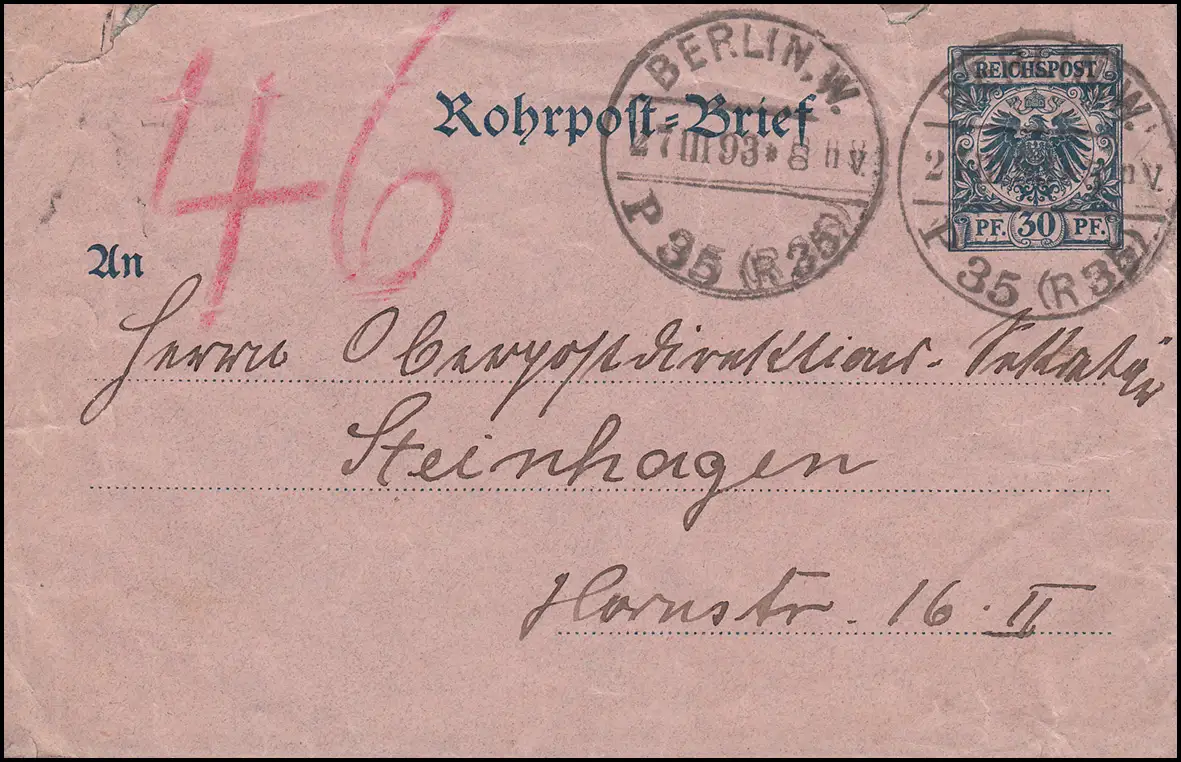 46
Rohrpost-Brief
BERLIN, W.
27 III 93 * 8
V.
P 35 (R 35).
REICHSPOST
W.
2
V.
PF. 30 PF.
P 35 (R 35).
An
Herrn Oberpostdirektions-Sekretär
Steinhagen
Hornstr. 16. II